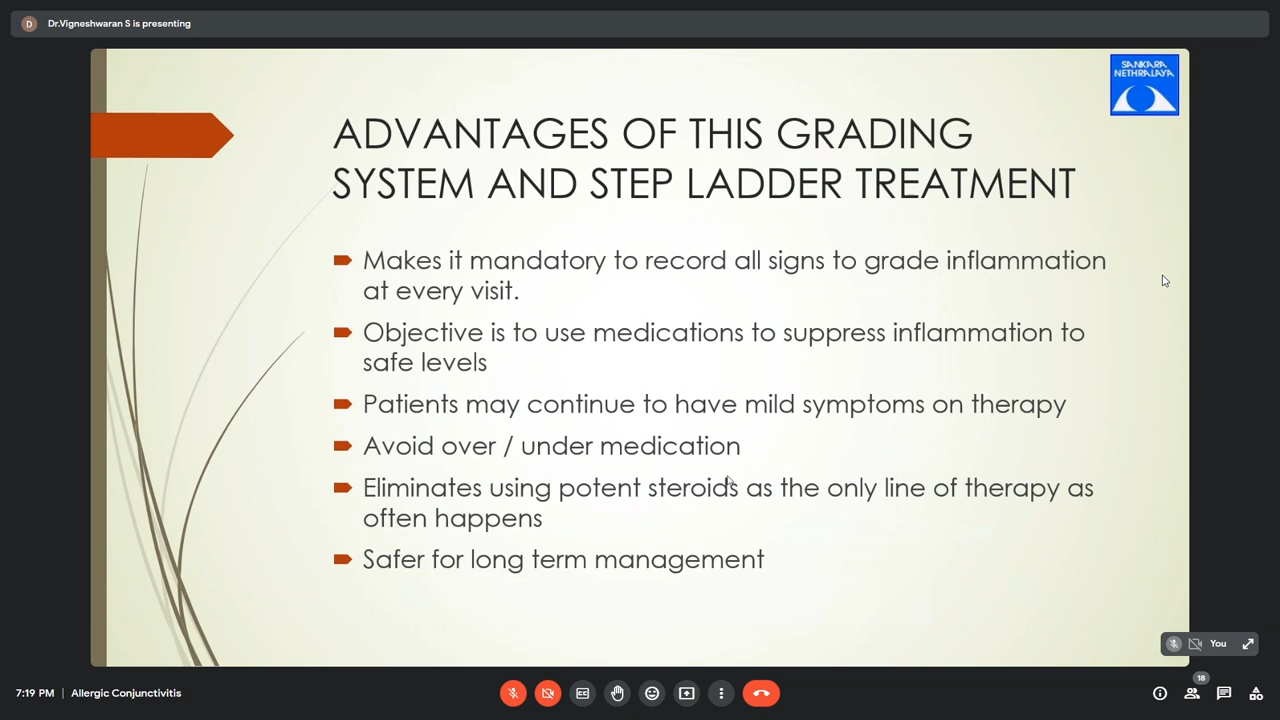 D Dr.Vigneshwaran S is presenting
SANKARA
NETHRALAYA
ADVANTAGES OF THIS GRADING
SYSTEM AND STEP LADDER TREATMENT
Makes it mandatory to record all signs to grade inflammation
at every visit.
Objective is to use medications to suppress inflammation to
safe levels
Patients may continue to have mild symptoms on therapy
Avoid over / under medication
Eliminates using potent steroids as the only line of therapy as
often happens
Safer for long term management
You
18
7:19 PM | Allergic Conjunctivitis